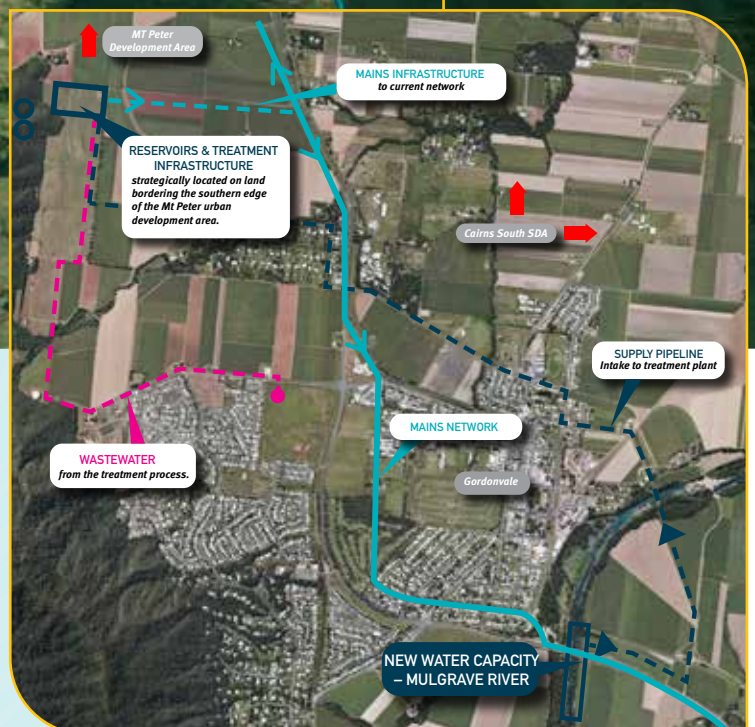 MT Peter
Development Area
MAINS INFRASTRUCTURE
to current network
RESERVOIRS & TREATMENT
INFRASTRUCTURE
strategically located on land
bordering the southern edge
of the Mt Peter urban
development area.
Cairns South SDA
SUPPLY PIPELINE
Intake to treatment plant
MAINS NETWORK
WASTEWATER
from the treatment process.
Gordonvale
NEW WATER CAPACITY
– MULGRAVE RIVER